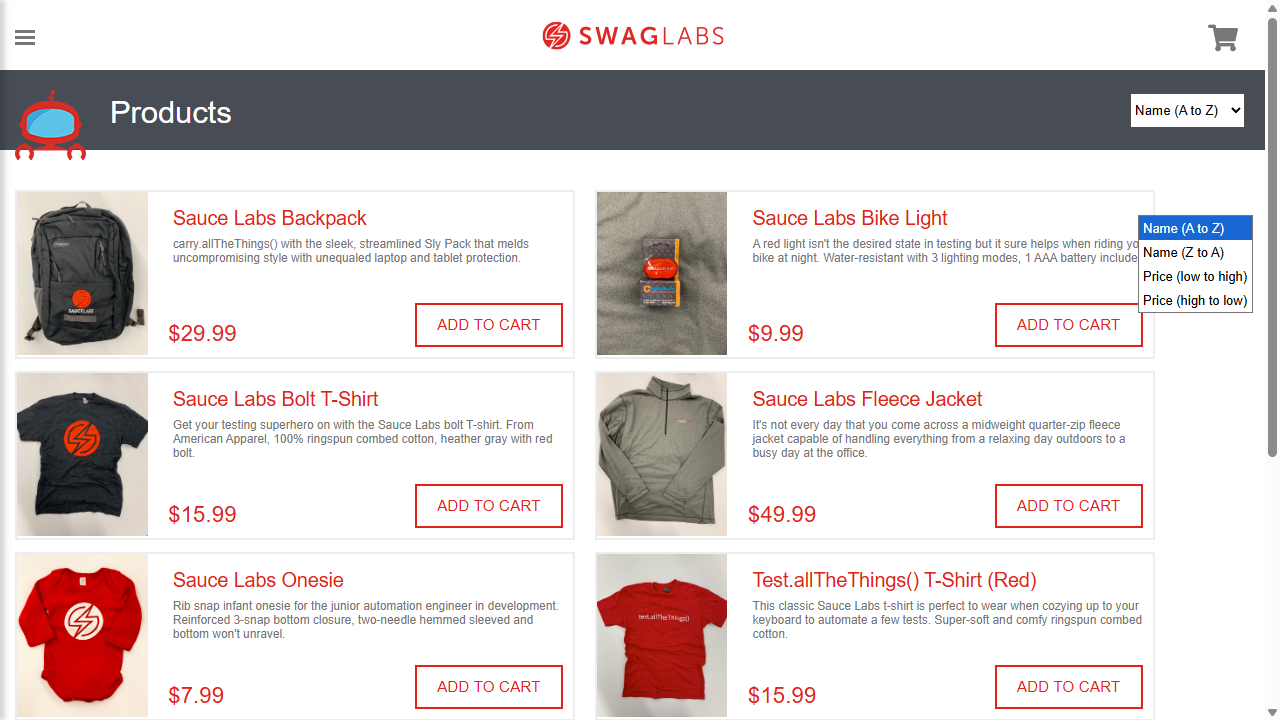 SWAGLABS
Products
Name (A to Z)
Sauce Labs Backpack
carry.allTheThings() with the sleek, streamlined Sly Pack that melds
uncompromising style with unequaled laptop and tablet protection.
$29.99
ADD TO CART
Sauce Labs Bike Light
A red light isn't the desired state in testing but it sure helps when riding yo
bike at night. Water-resistant with 3 lighting modes, 1 AAA battery include
$9.99
ADD TO CART
Name (A to Z)
Name (Z to A)
Price (low to high)
Price (high to low)
Sauce Labs Bolt T-Shirt
Get your testing superhero on with the Sauce Labs bolt T-shirt. From
American Apparel, 100% ringspun combed cotton, heather gray with red
bolt.
$15.99
ADD TO CART
Sauce Labs Fleece Jacket
It's not every day that you come across a midweight quarter-zip fleece
jacket capable of handling everything from a relaxing day outdoors to a
busy day at the office.
$49.99
ADD TO CART
Sauce Labs Onesie
Rib snap infant onesie for the junior automation engineer in development.
Reinforced 3-snap bottom closure, two-needle hemmed sleeved and
bottom won't unravel.
$7.99
ADD TO CART
test.allTheThings()
Test.allTheThings() T-Shirt (Red)
This classic Sauce Labs t-shirt is perfect to wear when cozying up to your
keyboard to automate a few tests. Super-soft and comfy ringspun combed
cotton.
$15.99
ADD TO CART